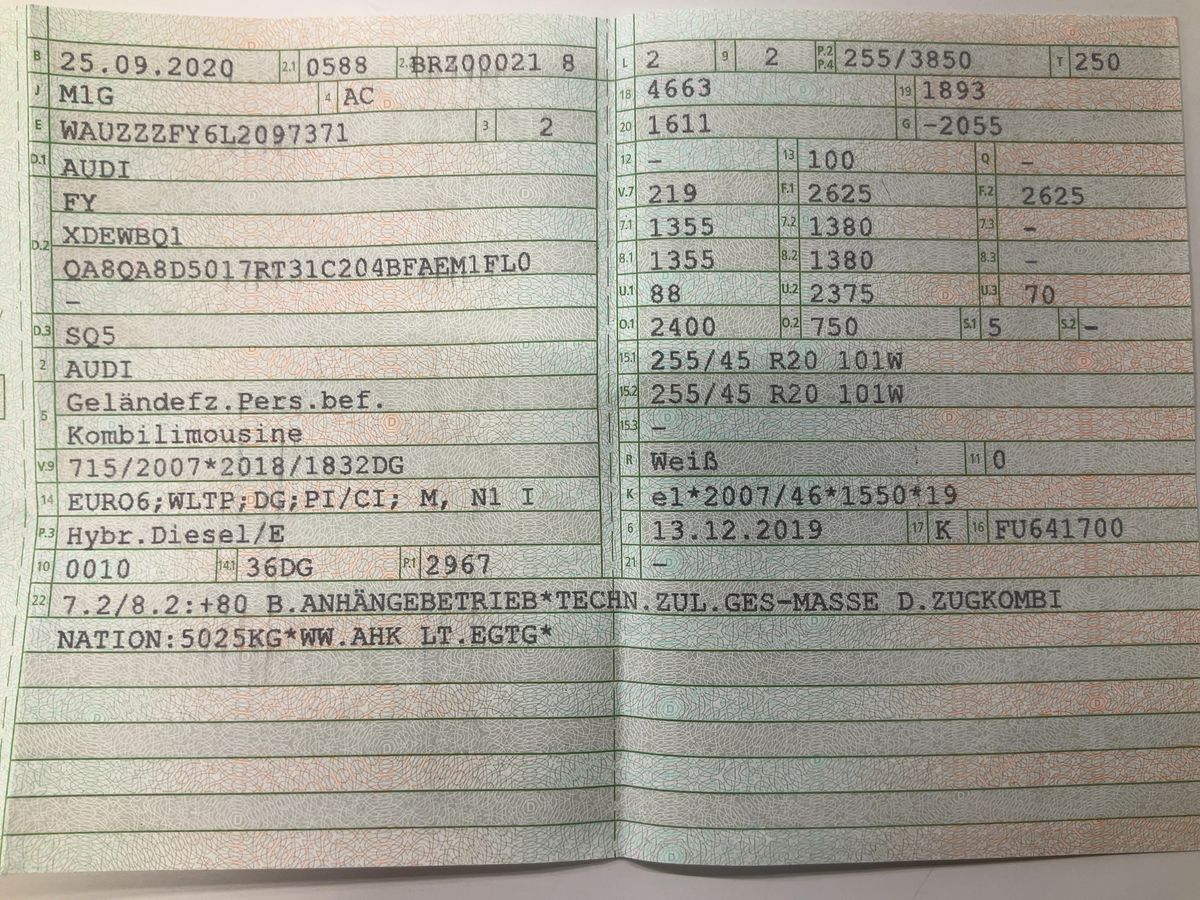 B 25.09.2020 2.1 0588 2.2 BRZ00021 8
J M1G 4 AC
E WAUZZZFY6L2097371 3 2
D.1 AUDI
FY
D.2 XDEWBQ1
QA8QA8D5017RT31C204BFAEM1FL0
–
D.3 SQ5
2 AUDI
5 Geländefz.Pers.bef.
Kombilimousine
V.9 715/2007*2018/1832DG
14 EURO6;WLTP;DG;PI/CI; M, N1 I
P.3 Hybr.Diesel/E
10 0010 14.1 36DG P.1 2967
L 2 9 2 P.2 P.4 255/3850 T 250
18 4663 19 1893
20 1611 G -2055
12 – 13 100 Q –
V.7 219 F.1 2625 F.2 2625
7.1 1355 7.2 1380 7.3 –
8.1 1355 8.2 1380 8.3 –
U.1 88 U.2 2375 U.3 70
O.1 2400 O.2 750 S.1 5 S.2 –
15.1 255/45 R20 101W
15.2 255/45 R20 101W
15.3 –
R Weiß 11 0
K e1*2007/46*1550*19
6 13.12.2019 17 K 16 FU641700
21 –
22 7.2/8.2:+80 B.ANHÄNGEBETRIEB*TECHN.ZUL.GES-MASSE D.ZUGKOMBI
NATION:5025KG*WW.AHK LT.EGTG*